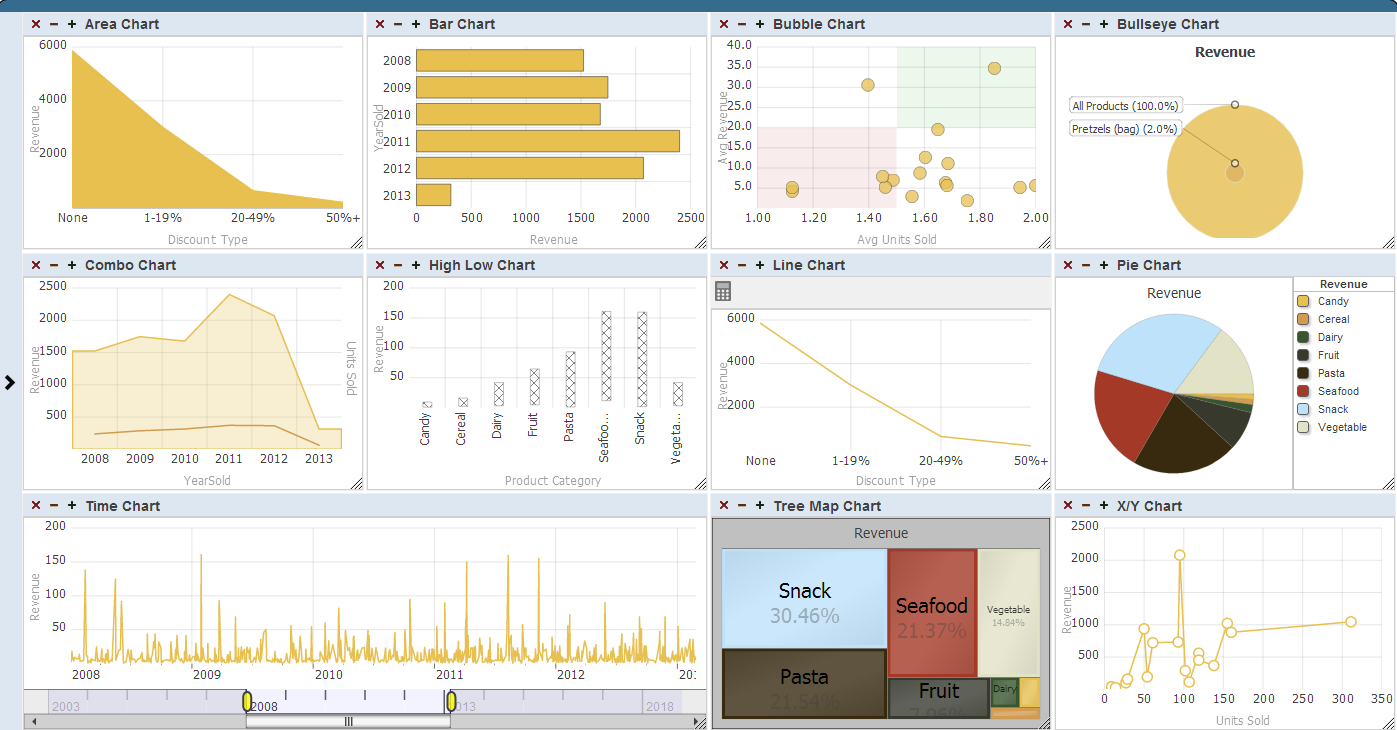 Area Chart
6000
4000
2000
Revenue
None 1-19% 20-49% 50%+
Discount Type
Bar Chart
2008
2009
2010
2011
2012
2013
YearSold
0 500 1000 1500 2000 2500
Revenue
Bubble Chart
40.0
35.0
30.0
25.0
20.0
15.0
10.0
5.0
Avg Revenue
1.00 1.20 1.40 1.60 1.80 2.00
Avg Units Sold
Bullseye Chart
Revenue
All Products (100.0%)
Pretzels (bag) (2.0%)
Combo Chart
2500
2000
1500
1000
500
Revenue
Units Sold
2008 2009 2010 2011 2012 2013
YearSold
High Low Chart
200
150
100
50
Revenue
Candy
Cereal
Dairy
Fruit
Pasta
Seafoo...
Snack
Vegeta...
Product Category
Line Chart
6000
4000
2000
Revenue
None 1-19% 20-49% 50%+
Discount Type
Pie Chart
Revenue
Revenue
Candy
Cereal
Dairy
Fruit
Pasta
Seafood
Snack
Vegetable
Time Chart
200
150
100
50
Revenue
2008 2009 2010 2011 2012
2003 2008 2018
Tree Map Chart
Revenue
Snack
30.46%
Seafood
21.37%
Vegetable
14.84%
Pasta
21.54%
Fruit
7.96%
Dairy
X/Y Chart
2500
2000
1500
1000
500
Revenue
0 50 100 150 200 250 300 350
Units Sold